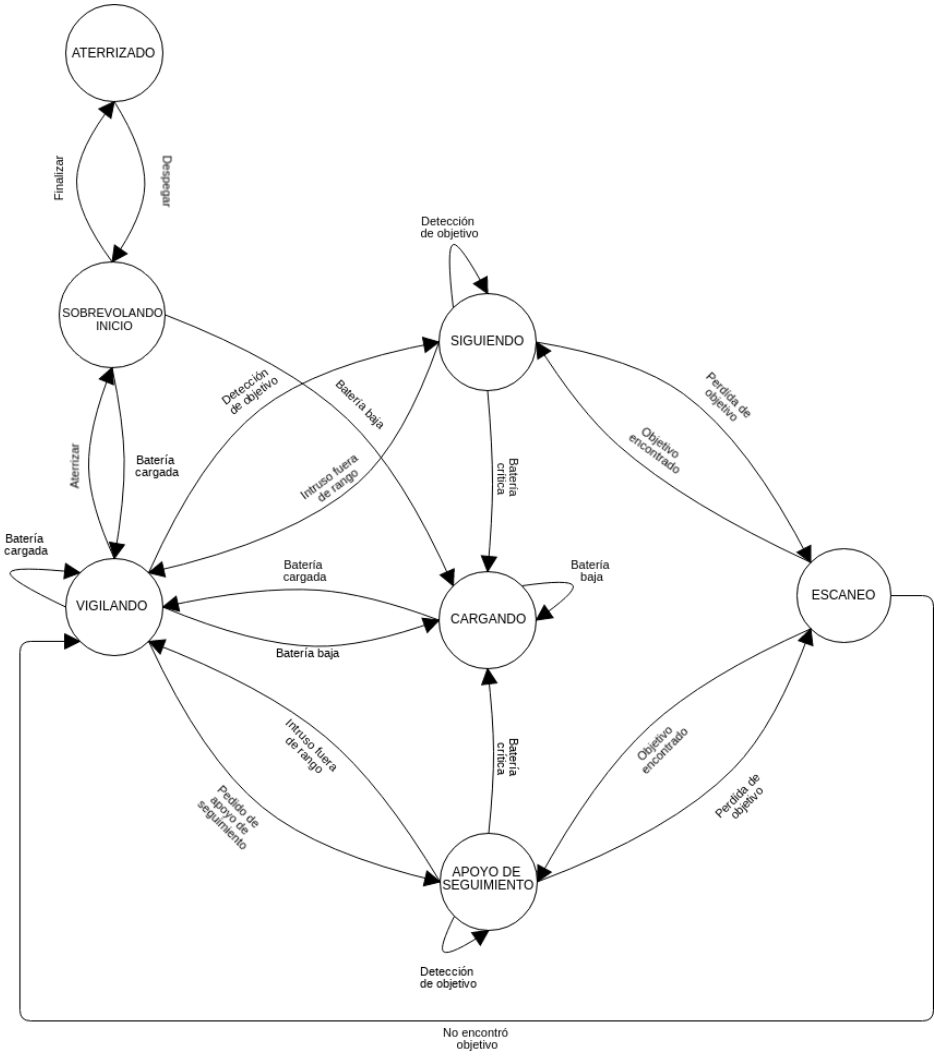 ATERRIZADO
Finalizar
Despegar
SOBREVOLANDO
INICIO
Detección
de objetivo
SIGUIENDO
Detección
de objetivo
Batería baja
Perdida de
objetivo
Objetivo
encontrado
Aterrizar
Batería
cargada
Intruso fuera
de rango
Batería
crítica
Batería
cargada
VIGILANDO
Batería
cargada
Batería baja
CARGANDO
Batería
baja
ESCANEO
Intruso fuera
de rango
Pedido de
apoyo de
seguimiento
Batería
crítica
Objetivo
encontrado
Perdida de
objetivo
APOYO DE
SEGUIMIENTO
Detección
de objetivo
No encontró
objetivo